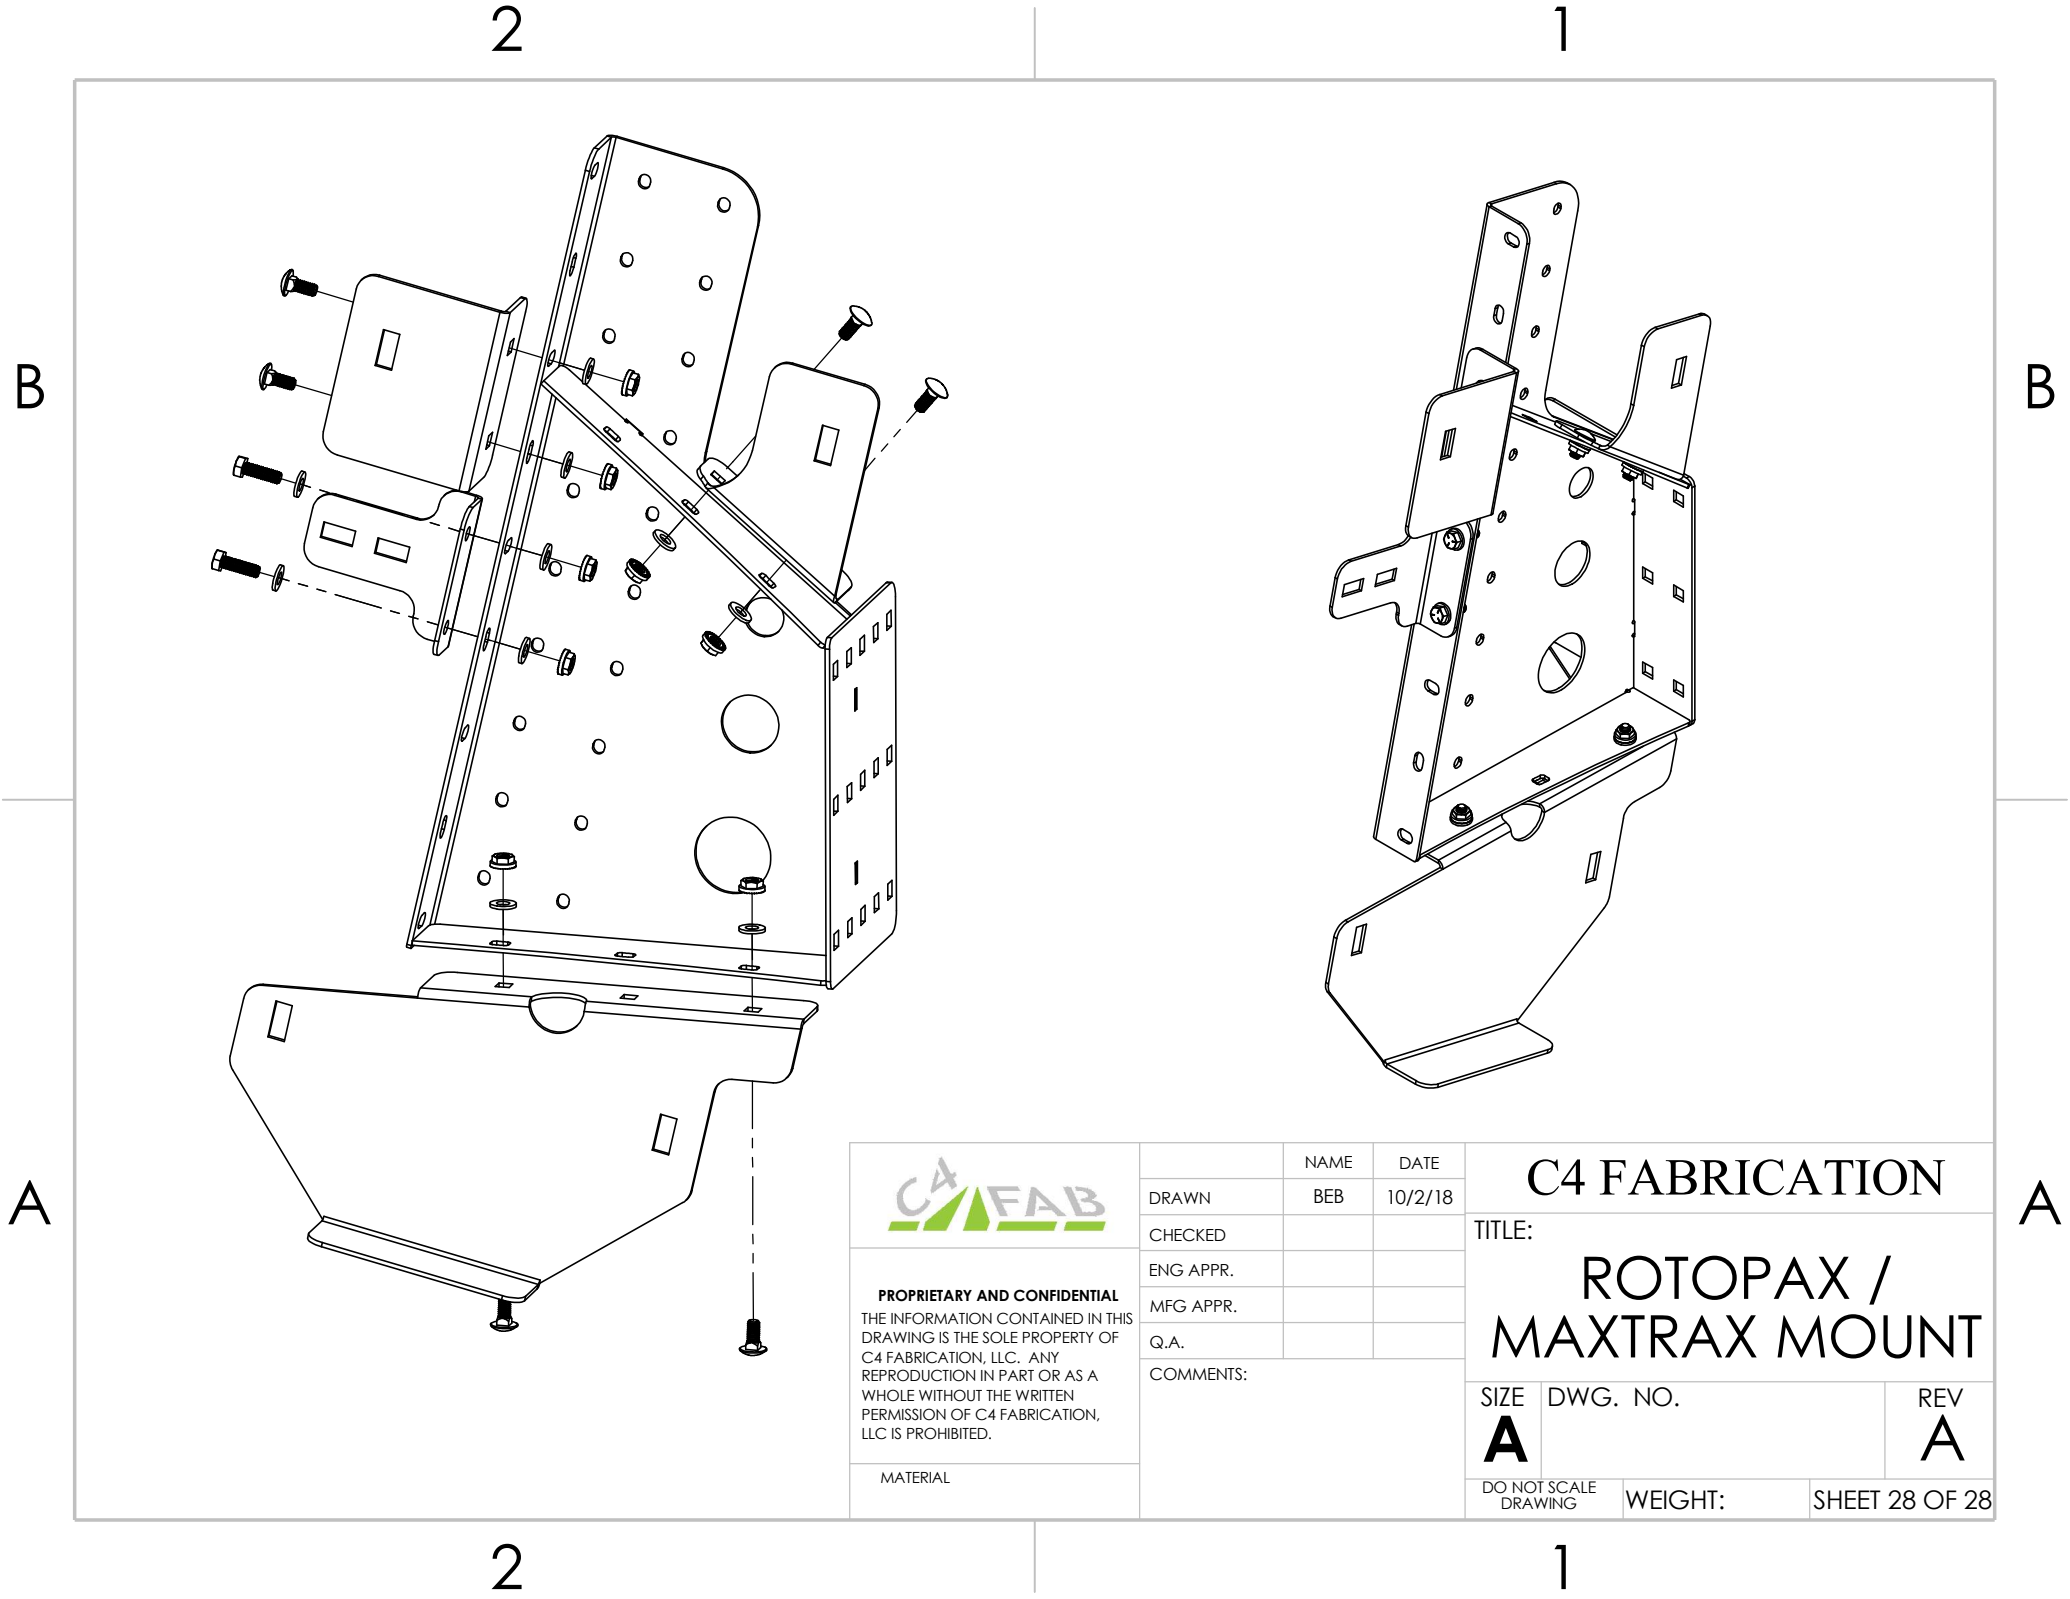 2
1
B
B
A
A
C4 FAB
PROPRIETARY AND CONFIDENTIAL
THE INFORMATION CONTAINED IN THIS
DRAWING IS THE SOLE PROPERTY OF
C4 FABRICATION, LLC.  ANY
REPRODUCTION IN PART OR AS A
WHOLE WITHOUT THE WRITTEN
PERMISSION OF C4 FABRICATION,
LLC IS PROHIBITED.
MATERIAL
NAME DATE
DRAWN BEB 10/2/18
CHECKED
ENG APPR.
MFG APPR.
Q.A.
COMMENTS:
C4 FABRICATION
TITLE:
ROTOPAX /
MAXTRAX MOUNT
SIZE DWG.  NO. REV
A A
DO NOT SCALE
DRAWING
WEIGHT:
SHEET 28 OF 28
2
1